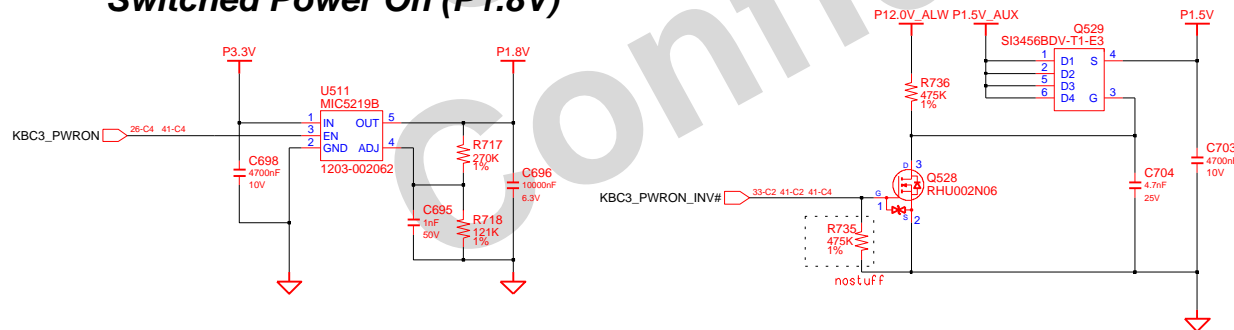 Switched Power On (P1.8V)
Confi
P3.3V
P1.8V
U511
MIC5219B
KBC3_PWRON
26-C4 41-C4
1
IN
OUT
5
3
EN
2
GND
ADJ
4
1203-002062
C698
4700nF
10V
R717
270K
1%
C696
10000nF
6.3V
C695
1nF
50V
R718
121K
1%
P12.0V_ALW
P1.5V_AUX
P1.5V
Q529
SI3456BDV-T1-E3
1
D1
S
4
2
D2
5
D3
6
D4
G
3
R736
475K
1%
D
3
Q528
RHU002N06
KBC3_PWRON_INV#
33-C2 41-C2 41-C4
G
1
S
2
R735
475K
1%
nostuff
C704
4.7nF
25V
C703
4700nF
10V